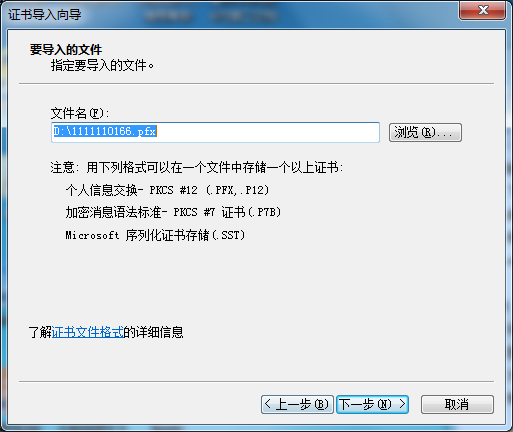 证书导入向导
要导入的文件
指定要导入的文件。
文件名(F):
D:\1111110166.pfx
浏览(R)...
注意: 用下列格式可以在一个文件中存储一个以上证书:
个人信息交换- PKCS #12 (.PFX,.P12)
加密消息语法标准- PKCS #7 证书(.P7B)
Microsoft 序列化证书存储(.SST)
了解证书文件格式的详细信息
< 上一步(B) 下一步(N) > 取消